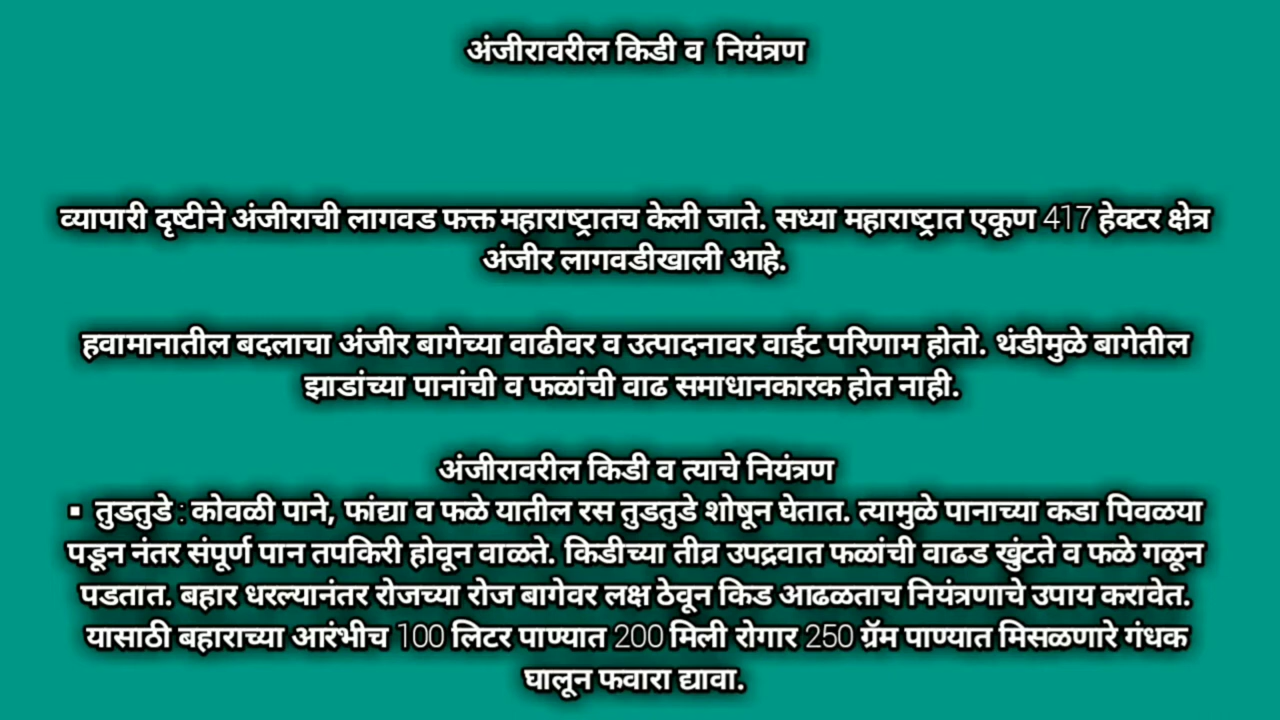 अंजीरावरील किडी व नियंत्रण
व्यापारी दृष्टीने अंजीराची लागवड फक्त महाराष्ट्रातच केली जाते. सध्या महाराष्ट्रात एकूण 417 हेक्टर क्षेत्र
अंजीर लागवडीखाली आहे.
हवामानातील बदलाचा अंजीर बागेच्या वाढीवर व उत्पादनावर वाईट परिणाम होतो. थंडीमुळे बागेतील
झाडांच्या पानांची व फळांची वाढ समाधानकारक होत नाही.
अंजीरावरील किडी व त्याचे नियंत्रण
▪ तुडतुडे : कोवळी पाने, फांद्या व फळे यातील रस तुडतुडे शोषून घेतात. त्यामुळे पानाच्या कडा पिवळया
पडून नंतर संपूर्ण पान तपकिरी होवून वाळते. किडीच्या तीव्र उपद्रवात फळांची वाढड खुंटते व फळे गळून
पडतात. बहार धरल्यानंतर रोजच्या रोज बागेवर लक्ष ठेवून किड आढळताच नियंत्रणाचे उपाय करावेत.
यासाठी बहाराच्या आरंभीच 100 लिटर पाण्यात 200 मिली रोगार 250 ग्रॅम पाण्यात मिसळणारे गंधक
घालून फवारा द्यावा.